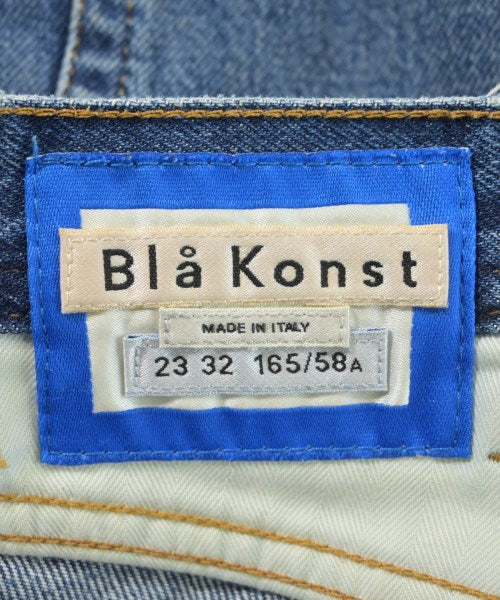 Blå Konst
MADE IN ITALY
23 32 165/58A